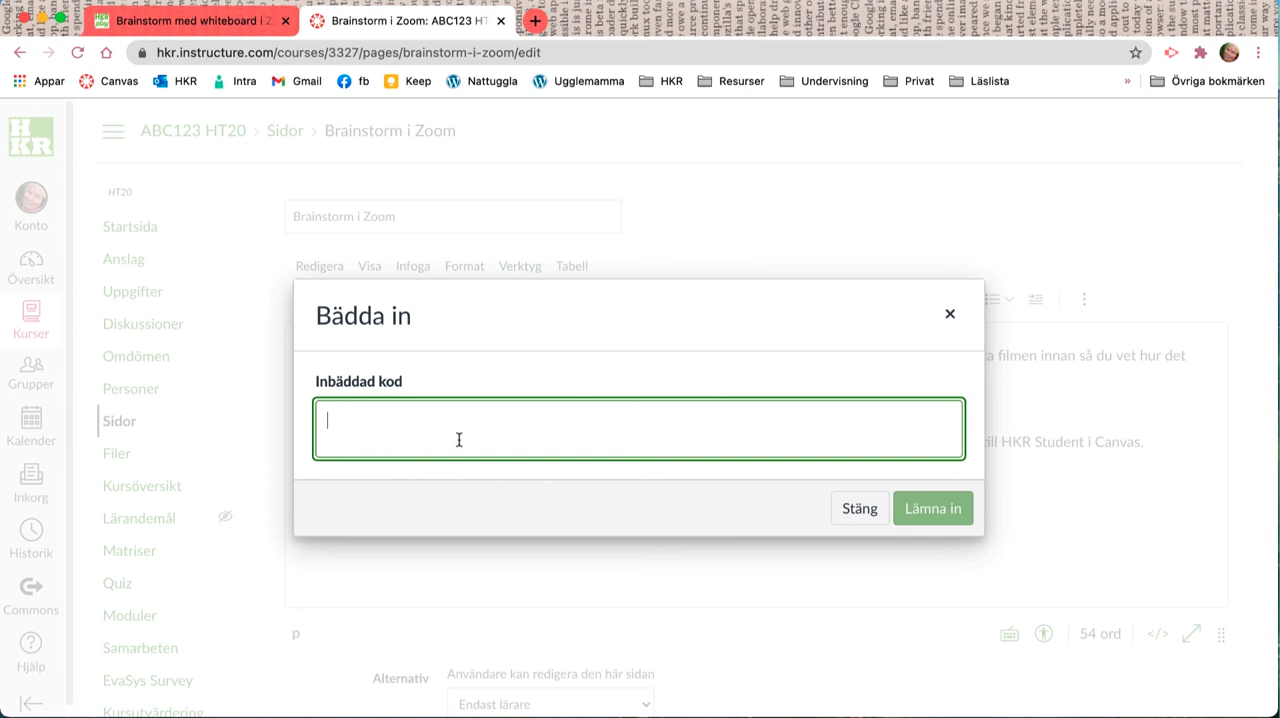 HKR play Brainstorm med whiteboard i Z
Brainstorm i Zoom: ABC123 HT
hkr.instructure.com/courses/3327/pages/brainstorm-i-zoom/edit
Appar Canvas HKR Intra Gmail fb Keep Nattuggla Ugglemamma HKR Resurser Undervisning Privat Läslista » Övriga bokmärken
HKR
ABC123 HT20 › Sidor › Brainstorm i Zoom
Konto
Översikt
Kurser
Grupper
Kalender
Inkorg
Historik
Commons
Hjälp
HT20
Startsida
Anslag
Uppgifter
Diskussioner
Omdömen
Personer
Sidor
Filer
Kursöversikt
Lärandemål
Matriser
Quiz
Moduler
Samarbeten
EvaSys Survey
Kursutvärdering
Brainstorm i Zoom
Redigera Visa Infoga Format Verktyg Tabell
filmen innan så du vet hur det
till HKR Student i Canvas.
Bädda in
Inbäddad kod
Stäng Lämna in
p
54 ord </>
Alternativ Användare kan redigera den här sidan
Endast lärare